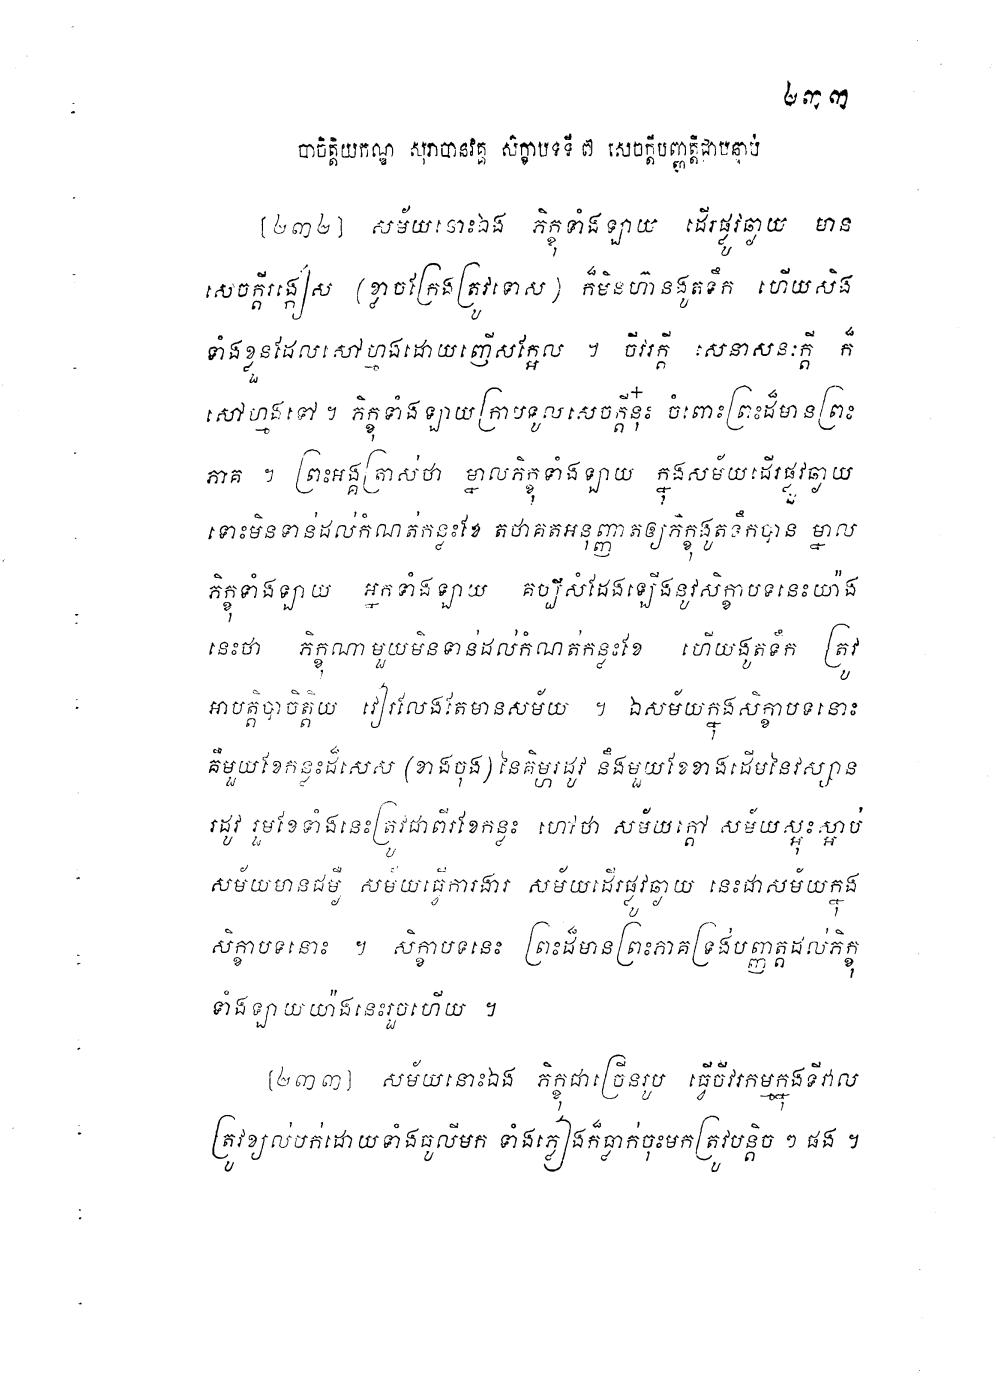 ២៣៣
បាចិត្តិយកណ្ឌ សុរាបានវគ្គ សិក្ខាបទទី ៧ សេចក្តីបញ្ញត្តិជាបន្ទាប់
[២៣២] សម័យនោះឯង ភិក្ខុទាំងឡាយ ដើរផ្លូវឆ្ងាយ មាន
សេចក្តីរង្កៀស (ខ្លាចក្រែងត្រូវទោស) ក៏មិនហ៊ានងូតទឹក ហើយសិង
ទាំងខ្លួនដែលសៅហ្មងដោយញើសក្អែល ។ ចីវរក្តី សេនាសនៈក្តី ក៏
សៅហ្មងទៅ ។ ភិក្ខុទាំងឡាយក្រាបទូលសេចក្តីនុ៎ះ ចំពោះព្រះដ៏មានព្រះ
ភាគ ។ ព្រះអង្គត្រាស់ថា ម្នាលភិក្ខុទាំងឡាយ ក្នុងសម័យដើរផ្លូវឆ្ងាយ
ទោះមិនទាន់ដល់កំណត់កន្លះខែ តថាគតអនុញ្ញាតឲ្យភិក្ខុងូតទឹកបាន ម្នាល
ភិក្ខុទាំងឡាយ អ្នកទាំងឡាយ គប្បីសំដែងឡើងនូវសិក្ខាបទនេះយ៉ាង
នេះថា ភិក្ខុណាមួយមិនទាន់ដល់កំណត់កន្លះខែ ហើយងូតទឹក ត្រូវ
អាបត្តិបាចិត្តិយ វៀរលែងតែមានសម័យ ។ ឯសម័យក្នុងសិក្ខាបទនោះ
គឺមួយខែកន្លះដ៏សេស (ខាងចុង) នៃគិម្ហរដូវ នឹងមួយខែខាងដើមនៃវស្សាន
រដូវ រួមខែទាំងនេះត្រូវជាពីរខែកន្លះ ហៅថា សម័យក្តៅ សម័យស្អុះស្អាប់
សម័យមានជម្ងឺ សម័យធ្វើការងារ សម័យដើរផ្លូវឆ្ងាយ នេះជាសម័យក្នុង
សិក្ខាបទនោះ ។ សិក្ខាបទនេះ ព្រះដ៏មានព្រះភាគទ្រង់បញ្ញត្តដល់ភិក្ខុ
ទាំងឡាយយ៉ាងនេះរួចហើយ ។
[២៣៣] សម័យនោះឯង ភិក្ខុជាច្រើនរូប ធ្វើចីវរកម្មក្នុងទីវាល
ត្រូវខ្យល់បក់ដោយទាំងធូលីមក ទាំងភ្លៀងក៏ធ្លាក់ចុះមកត្រូវបន្តិច ៗ ផង ។